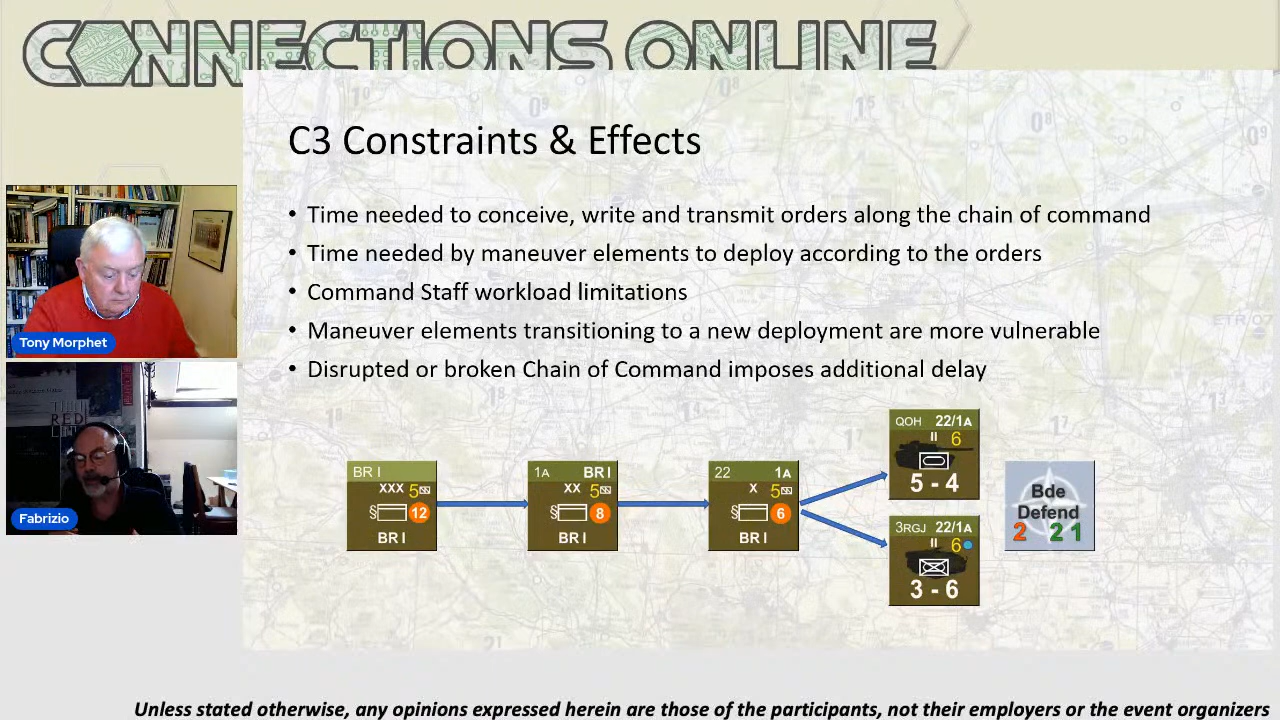 CONNECTIONS ONLINE
C3 Constraints & Effects
• Time needed to conceive, write and transmit orders along the chain of command
• Time needed by maneuver elements to deploy according to the orders
• Command Staff workload limitations
• Maneuver elements transitioning to a new deployment are more vulnerable
• Disrupted or broken Chain of Command imposes additional delay
Tony Morphet
RED
Fabrizio
BR I
XXX 5
§ 12
BR I
1A BR I
XX 5
§ 8
BR I
22 1A
X 5
§ 6
BR I
QOH 22/1A
II 6
5 - 4
3RGJ 22/1A
II 6
3 - 6
Bde
Defend
2 2 1
ETR/07
Unless stated otherwise, any opinions expressed herein are those of the participants, not their employers or the event organizers